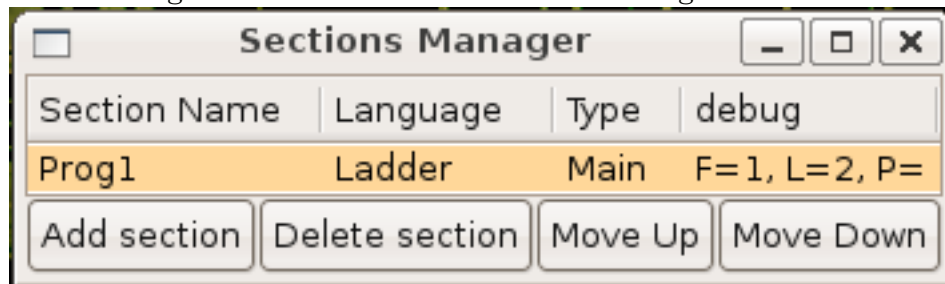 Sections Manager
Section Name Language Type debug
Prog1 Ladder Main F=1, L=2, P=
Add section Delete section Move Up Move Down